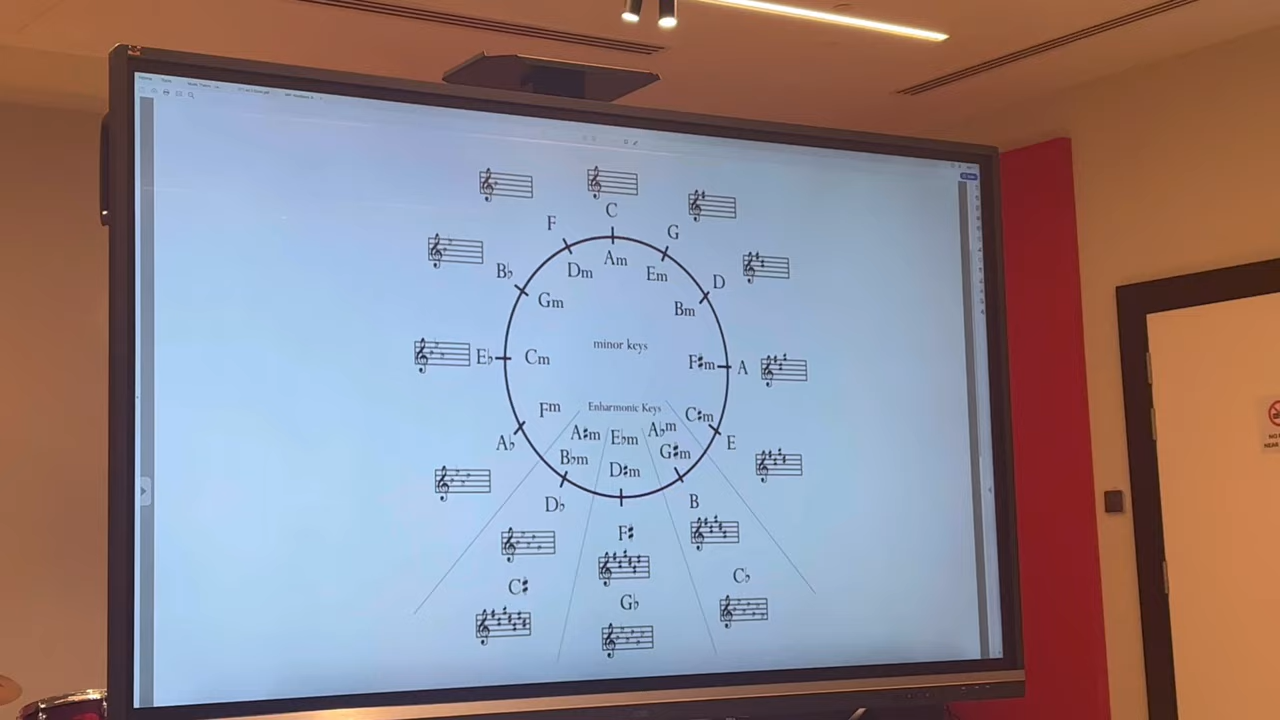 C
F
G
Am
Dm
Em
B♭
D
Gm
Bm
minor keys
E♭
Cm
F♯m
A
Fm
Enharmonic Keys
C♯m
A♭
A♯m
E♭m
A♭m
E
B♭m
D♯m
G♯m
D♭
B
F♯
C♯
G♭
C♭